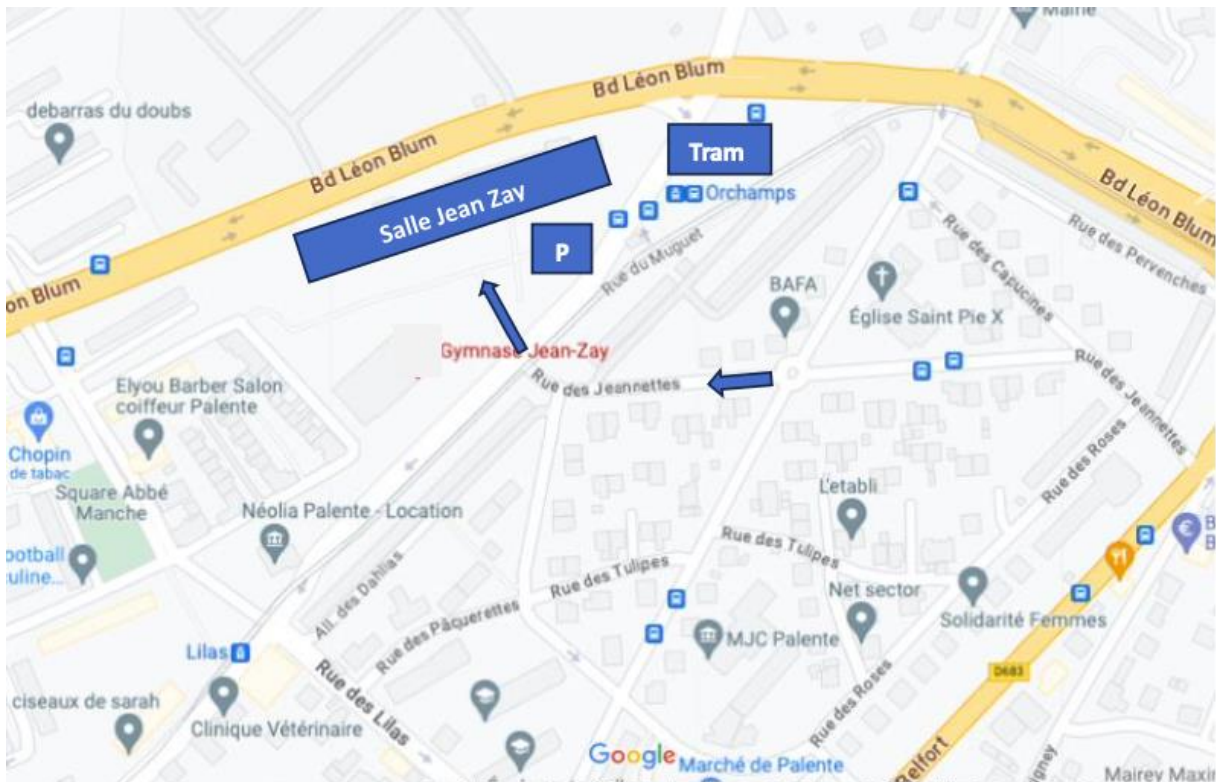 Mairie
Bd Léon Blum
debarras du doubs
Tram
Bd Léon Blum
Orchamps
Salle Jean Zay
Bd Léon Blum
Rue des Pervenches
P
Rue du Muguet
Rue des Capucines
BAFA
Église Saint Pie X
Léon Blum
Gymnase Jean-Zay
Rue des Jeannettes
Elyou Barber Salon
coiffeur Palente
Rue des Jeannettes
Chopin
de tabac
Rue des Roses
Square Abbé
Manche
L'etabli
Néolia Palente - Location
Rue des Tulipes
Rue des Tulipes
Net sector
All. des Dahlias
Rue des Pâquerettes
Solidarité Femmes
MJC Palente
Lilas
D683
Rue des Lilas
Rue des Roses
ciseaux de sarah
Clinique Vétérinaire
Google
Marché de Palente
Belfort
Mairey Maxi